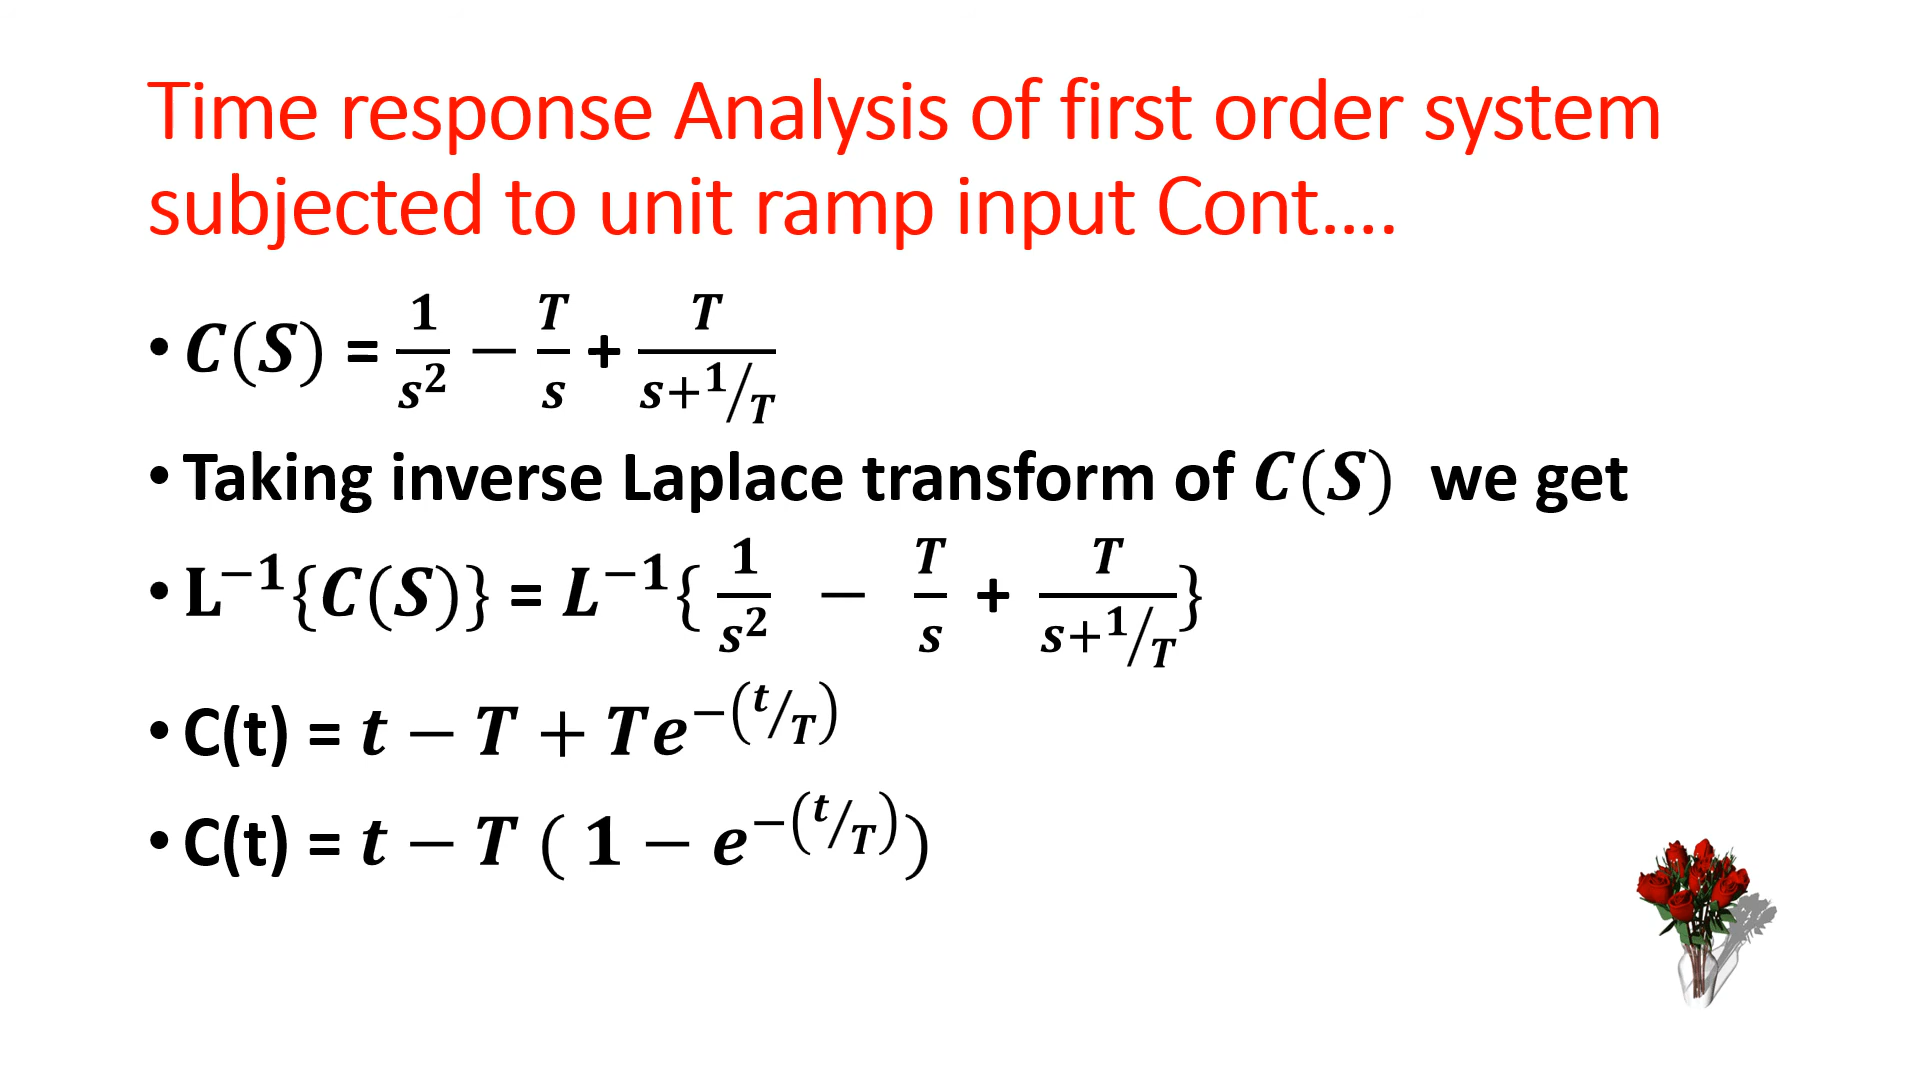 Time response Analysis of first order system
subjected to unit ramp input Cont....
• C(S) = 1/s² − T/s + T/(s+1/T)
• Taking inverse Laplace transform of C(S) we get
• L⁻¹{C(S)} = L⁻¹{ 1/s² − T/s + T/(s+1/T)}
• C(t) = t − T + Te^−(t/T)
• C(t) = t − T ( 1 − e^−(t/T))